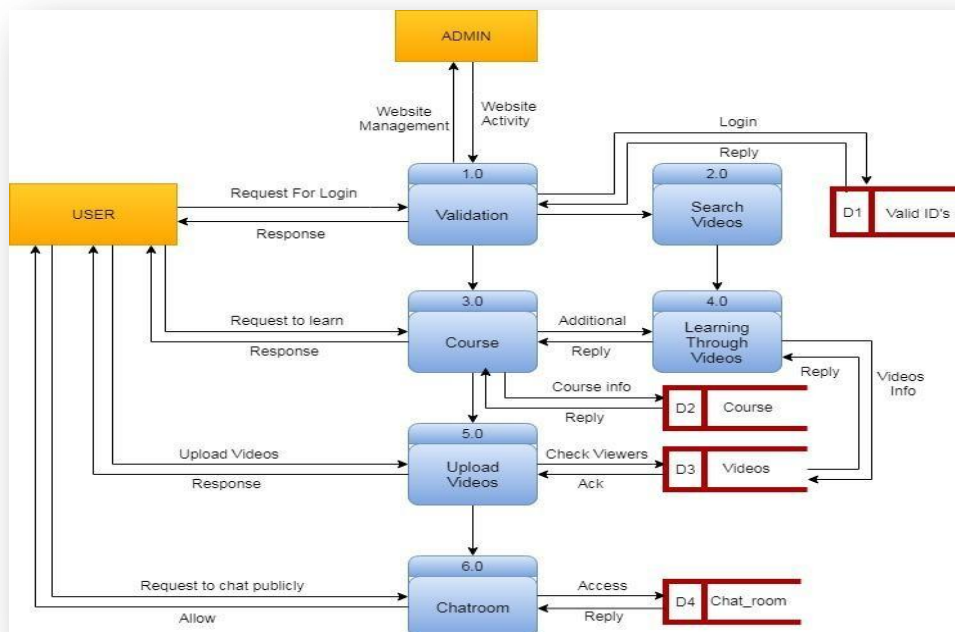 ADMIN
Website
Management
Website
Activity
Login
Reply
1.0
Validation
2.0
Search
Videos
D1
Valid ID's
USER
Request For Login
Response
3.0
Course
4.0
Learning
Through
Videos
Request to learn
Response
Additional
Reply
Reply
Videos
Info
Course info
Reply
D2
Course
5.0
Upload
Videos
Upload Videos
Response
Check Viewers
Ack
D3
Videos
6.0
Chatroom
Request to chat publicly
Allow
Access
Reply
D4
Chat_room